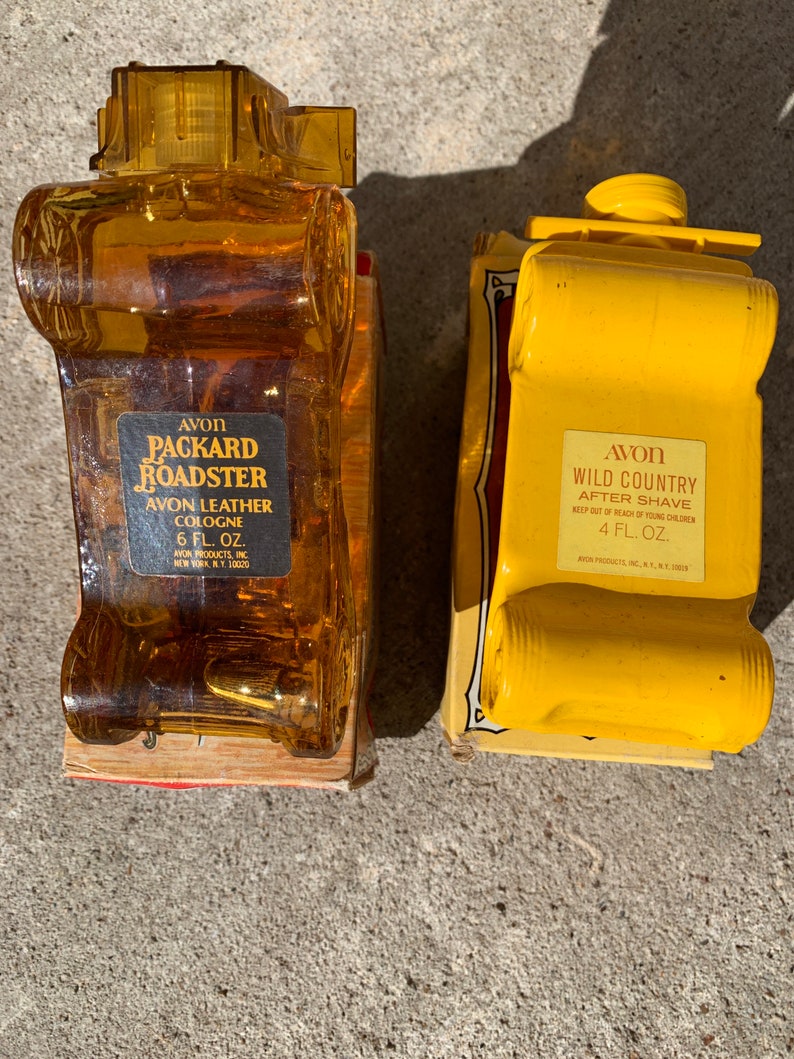 AVON
PACKARD
ROADSTER
AVON LEATHER
COLOGNE
6 FL. OZ.
AVON PRODUCTS, INC
NEW YORK, N.Y. 10020
AVON
WILD COUNTRY
AFTER SHAVE
KEEP OUT OF REACH OF YOUNG CHILDREN
4 FL. OZ.
AVON PRODUCTS, INC., N.Y., N.Y. 10019